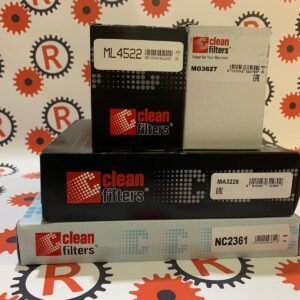 ML4522
clean
filters
clean
filters
MG3627
clean
filters®
MA3228
clean
filters®
NC2361
R
R
R
R